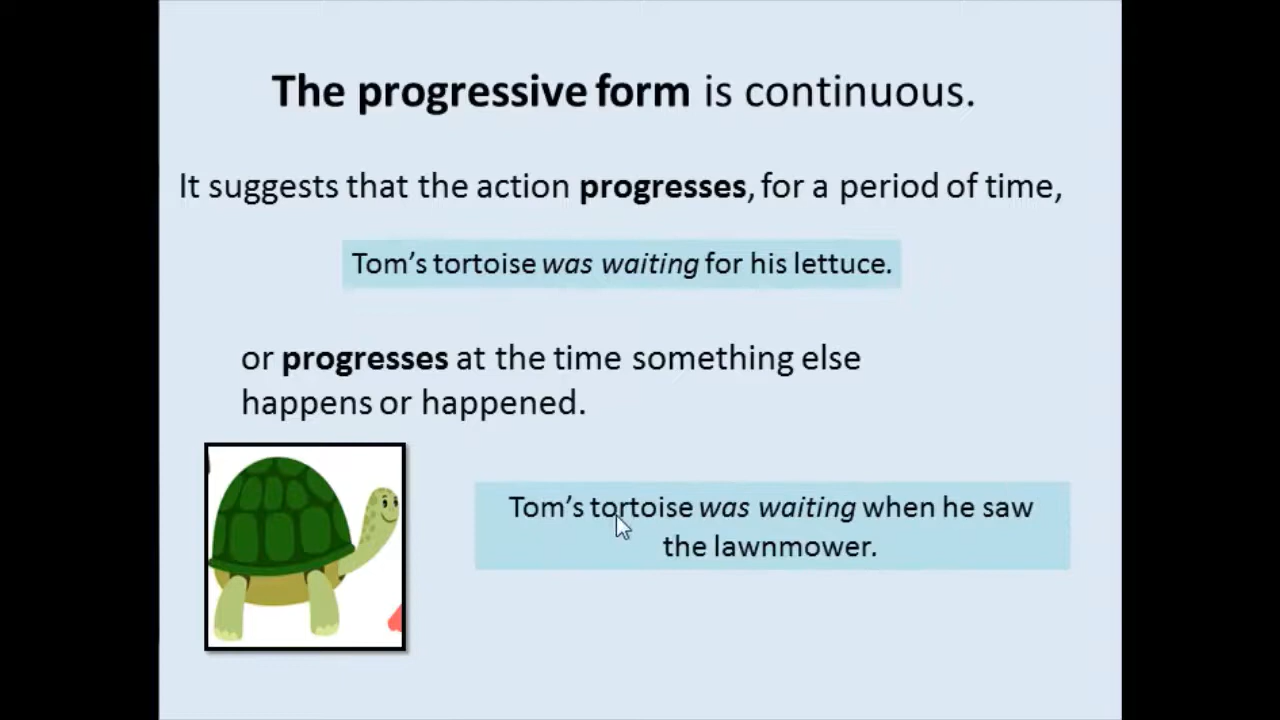 The progressive form is continuous.
It suggests that the action progresses, for a period of time,
Tom’s tortoise was waiting for his lettuce.
or progresses at the time something else
happens or happened.
Tom’s tortoise was waiting when he saw
the lawnmower.